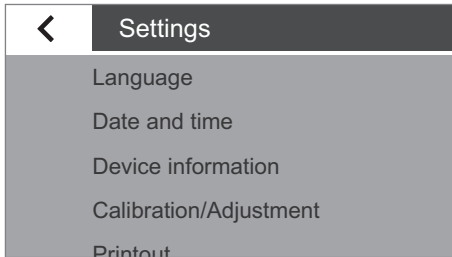 Settings
Language
Date and time
Device information
Calibration/Adjustment
Printout